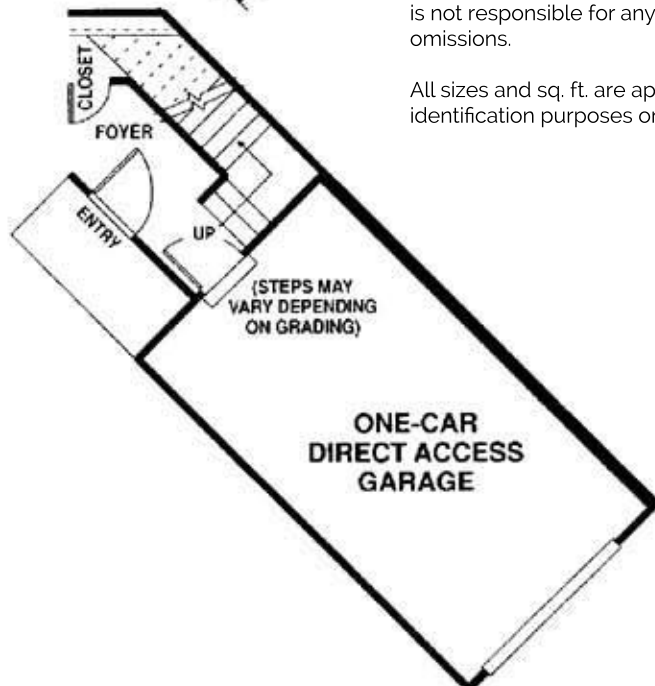 is not responsible for any
omissions.
All sizes and sq. ft. are
identification purposes
CLOSET
FOYER
ENTRY
UP
(STEPS MAY
VARY DEPENDING
ON GRADING)
ONE-CAR
DIRECT ACCESS
GARAGE